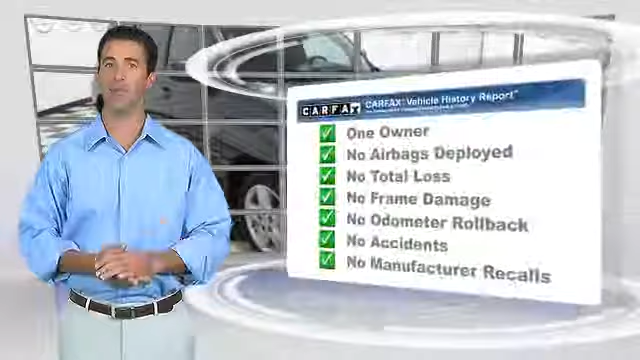 CARFAX CARFAX Vehicle History Report™
One Owner
No Airbags Deployed
No Total Loss
No Frame Damage
No Odometer Rollback
No Accidents
No Manufacturer Recalls